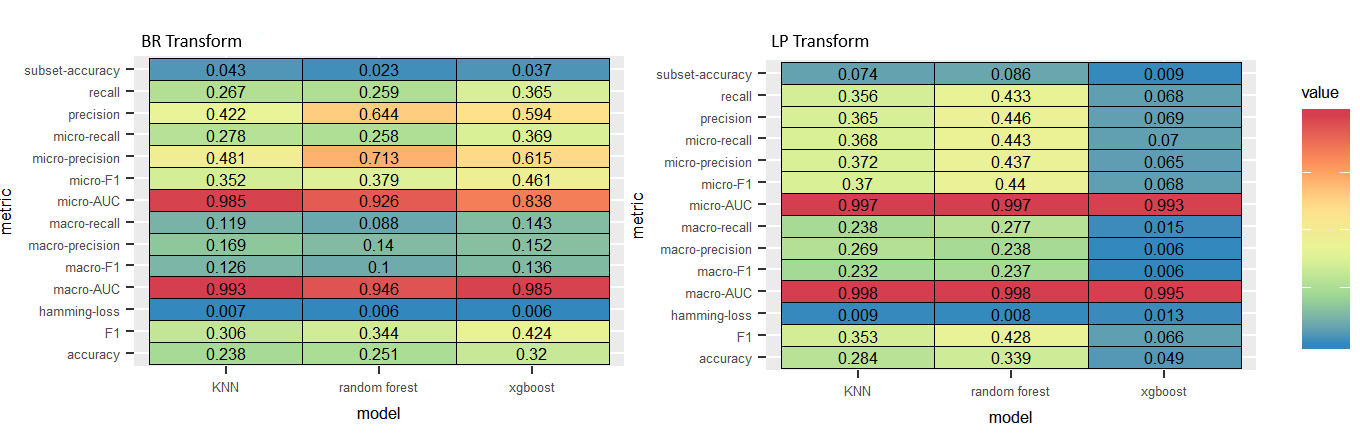 BR Transform
metric
subset-accuracy 0.043 0.023 0.037
recall 0.267 0.259 0.365
precision 0.422 0.644 0.594
micro-recall 0.278 0.258 0.369
micro-precision 0.481 0.713 0.615
micro-F1 0.352 0.379 0.461
micro-AUC 0.985 0.926 0.838
macro-recall 0.119 0.088 0.143
macro-precision 0.169 0.14 0.152
macro-F1 0.126 0.1 0.136
macro-AUC 0.993 0.946 0.985
hamming-loss 0.007 0.006 0.006
F1 0.306 0.344 0.424
accuracy 0.238 0.251 0.32
KNN random forest xgboost
model
LP Transform
metric
subset-accuracy 0.074 0.086 0.009
recall 0.356 0.433 0.068
precision 0.365 0.446 0.069
micro-recall 0.368 0.443 0.07
micro-precision 0.372 0.437 0.065
micro-F1 0.37 0.44 0.068
micro-AUC 0.997 0.997 0.993
macro-recall 0.238 0.277 0.015
macro-precision 0.269 0.238 0.006
macro-F1 0.232 0.237 0.006
macro-AUC 0.998 0.998 0.995
hamming-loss 0.009 0.008 0.013
F1 0.353 0.428 0.066
accuracy 0.284 0.339 0.049
KNN random forest xgboost
model
value